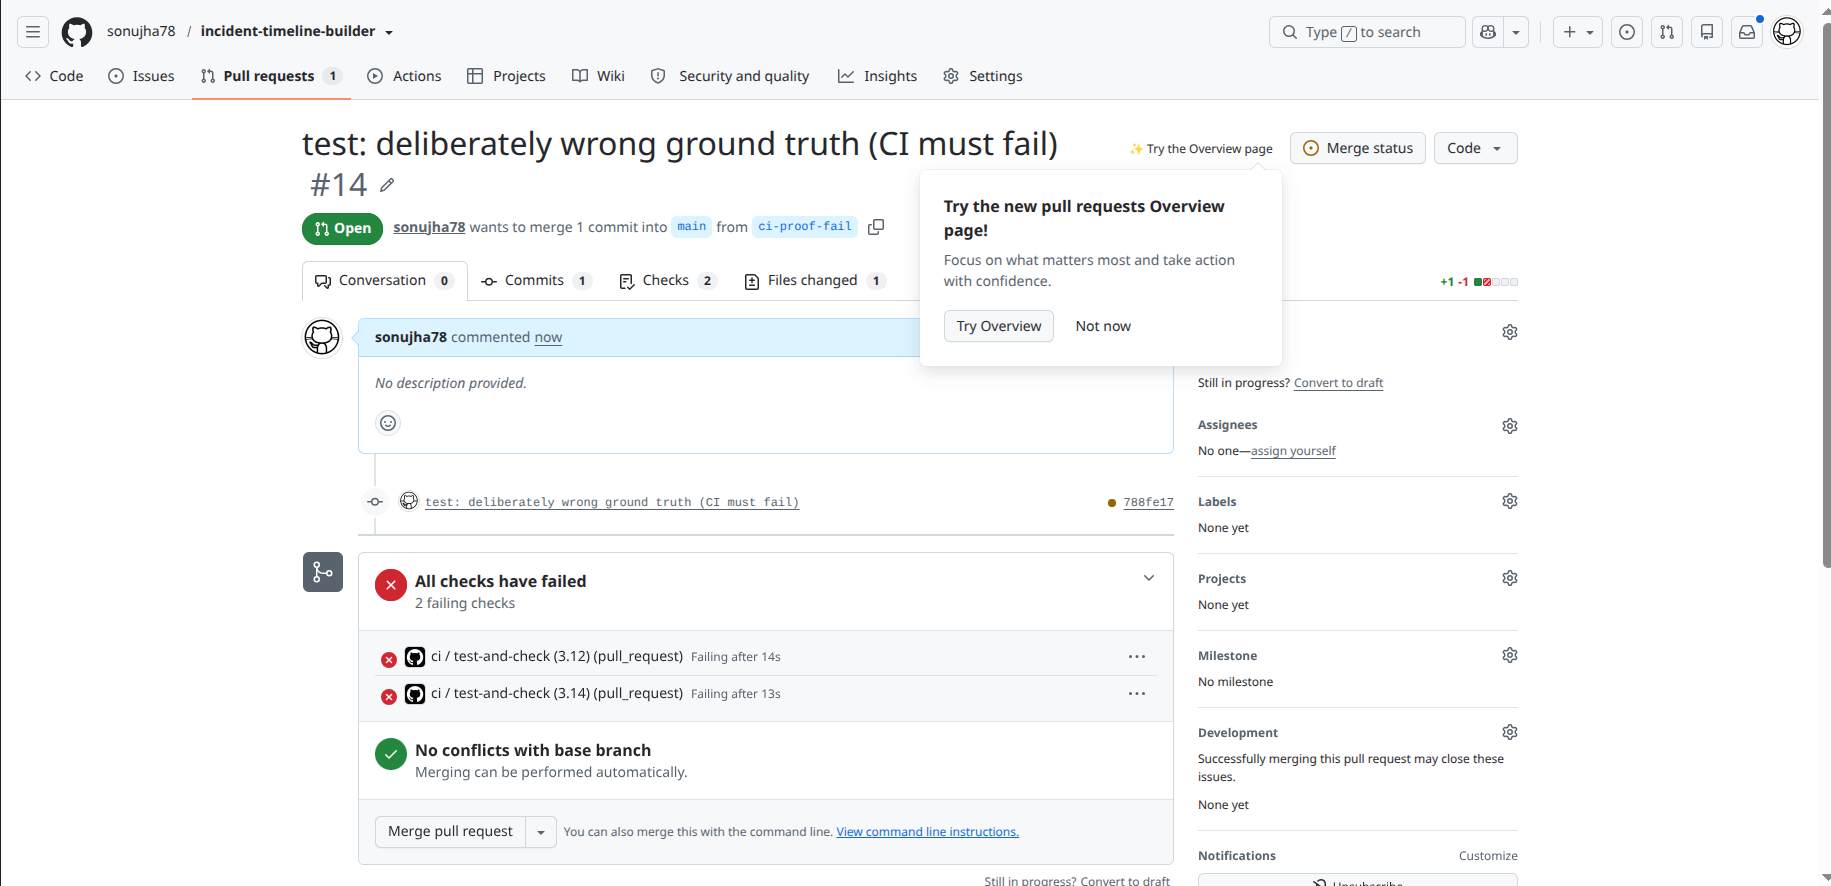 sonujha78 / incident-timeline-builder
Type / to search
Code
Issues
Pull requests 1
Actions
Projects
Wiki
Security and quality
Insights
Settings
test: deliberately wrong ground truth (CI must fail)
#14
Try the Overview page
Merge status
Code
Open
sonujha78 wants to merge 1 commit into main from ci-proof-fail
Try the new pull requests Overview
page!
Focus on what matters most and take action
with confidence.
Try Overview
Not now
Conversation 0
Commits 1
Checks 2
Files changed 1
+1 -1
sonujha78 commented now
No description provided.
Still in progress? Convert to draft
Assignees
No one—assign yourself
test: deliberately wrong ground truth (CI must fail)
788fe17
Labels
None yet
All checks have failed
2 failing checks
Projects
None yet
ci / test-and-check (3.12) (pull_request) Failing after 14s
ci / test-and-check (3.14) (pull_request) Failing after 13s
Milestone
No milestone
No conflicts with base branch
Merging can be performed automatically.
Development
Successfully merging this pull request may close these
issues.
None yet
Merge pull request
You can also merge this with the command line. View command line instructions.
Notifications
Customize
Still in progress? Convert to draft
Unsubscribe